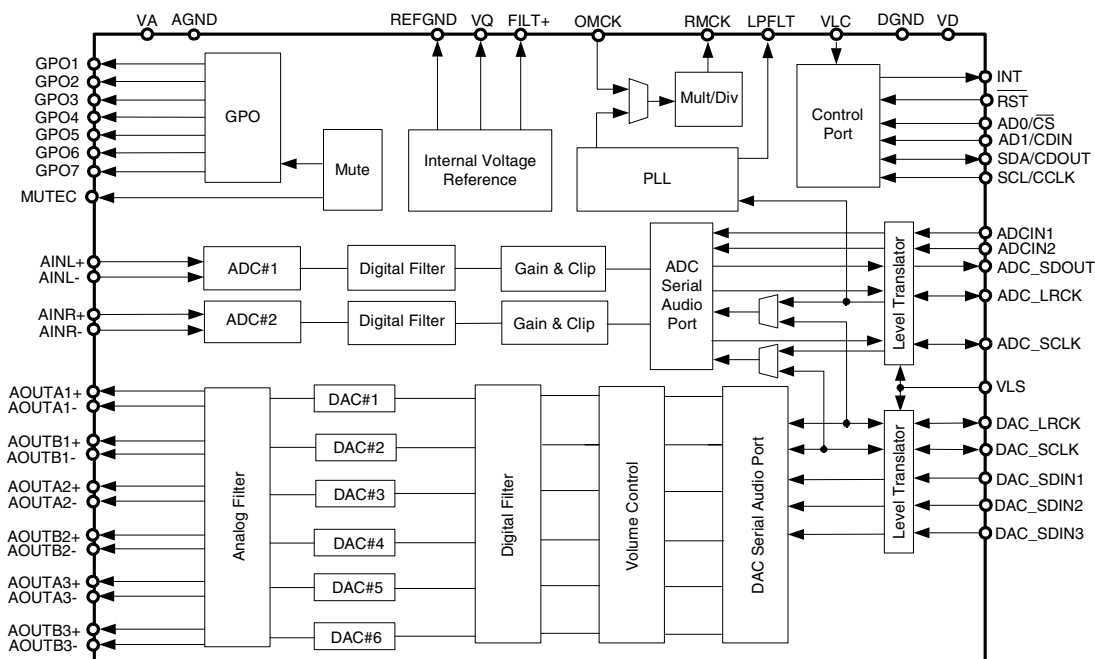 VA
AGND
REFGND
VQ
FILT+
OMCK
RMCK
LPFLT
VLC
DGND
VD
GPO1
GPO2
GPO3
GPO4
GPO5
GPO6
GPO7
MUTEC
GPO
Mute
Internal Voltage
Reference
Mult/Div
PLL
Control
Port
INT
RST
AD0/CS
AD1/CDIN
SDA/CDOUT
SCL/CCLK
AINL+
AINL-
AINR+
AINR-
ADC#1
Digital Filter
Gain & Clip
ADC#2
Digital Filter
Gain & Clip
ADC
Serial
Audio
Port
Level Translator
ADCIN1
ADCIN2
ADC_SDOUT
ADC_LRCK
ADC_SCLK
VLS
AOUTA1+
AOUTA1-
AOUTB1+
AOUTB1-
AOUTA2+
AOUTA2-
AOUTB2+
AOUTB2-
AOUTA3+
AOUTA3-
AOUTB3+
AOUTB3-
Analog Filter
DAC#1
DAC#2
DAC#3
DAC#4
DAC#5
DAC#6
Digital Filter
Volume Control
DAC Serial Audio Port
Level Translator
DAC_LRCK
DAC_SCLK
DAC_SDIN1
DAC_SDIN2
DAC_SDIN3